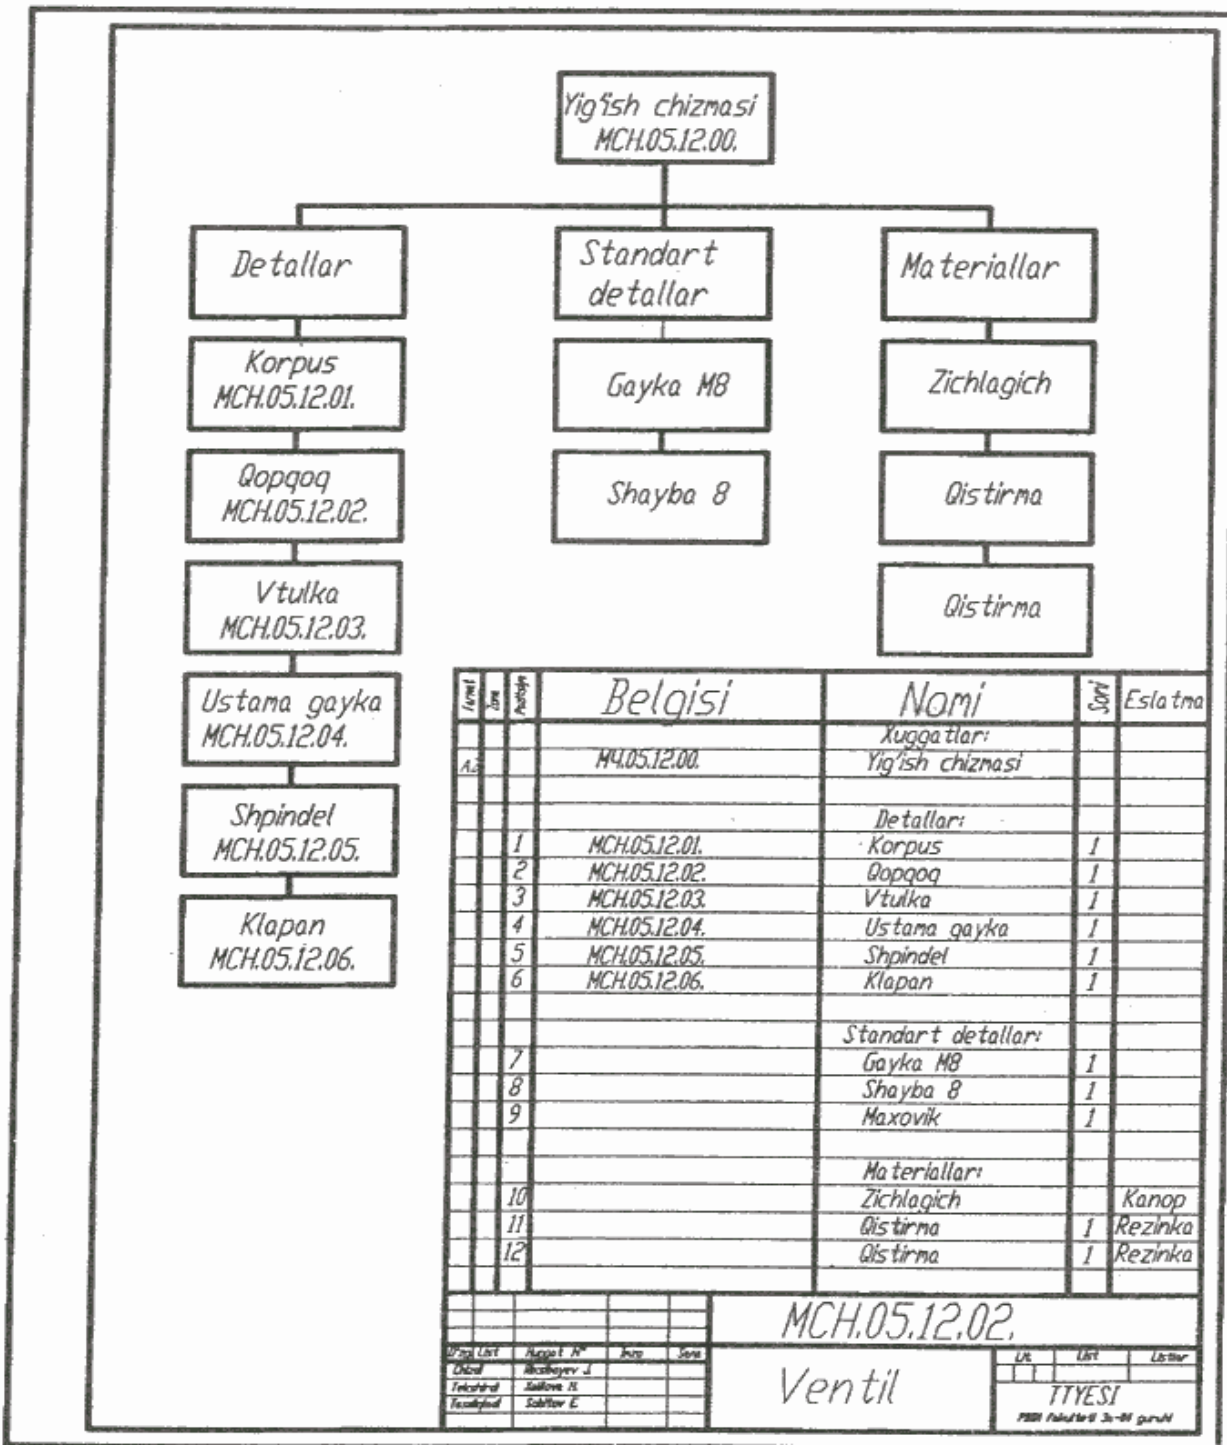 Yig'ish chizmasi
MCH.05.12.00.
Detallar
Standart
detallar
Materiallar
Korpus
MCH.05.12.01.
Gayka M8
Zichlagich
Qopqoq
MCH.05.12.02.
Shayba 8
Qistirma
Vtulka
MCH.05.12.03.
Qistirma
Ustama gayka
MCH.05.12.04.
Shpindel
MCH.05.12.05.
Klapan
MCH.05.12.06.
Belgisi Nomi Soni Eslatma
Xuggatlar:
MЧ.05.12.00. Yig'ish chizmasi
Detallar:
1 MCH.05.12.01. Korpus 1
2 MCH.05.12.02. Qopqoq 1
3 MCH.05.12.03. Vtulka 1
4 MCH.05.12.04. Ustama gayka 1
5 MCH.05.12.05. Shpindel 1
6 MCH.05.12.06. Klapan 1
Standart detallar:
7 Gayka M8 1
8 Shayba 8 1
9 Maxovik 1
Materiallar:
10 Zichlagich Kanop
11 Qistirma 1 Rezinka
12 Qistirma 1 Rezinka
MCH.05.12.02.
List Imzo Sana
Ventil
Lit. List Listlar
TTYESI